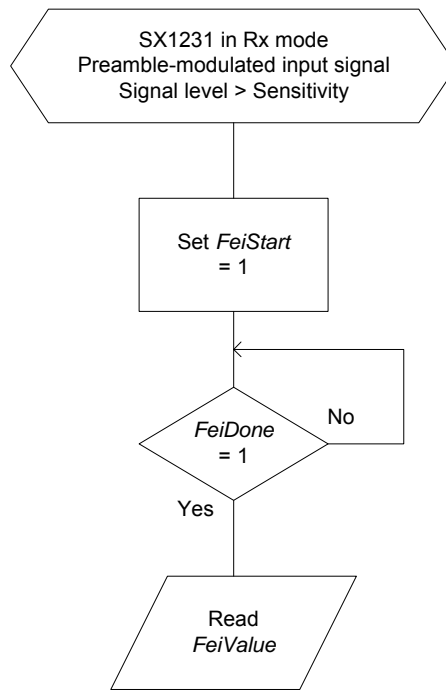 SX1231 in Rx mode
Preamble-modulated input signal
Signal level > Sensitivity
Set FeiStart
= 1
No
FeiDone
= 1
Yes
Read
FeiValue